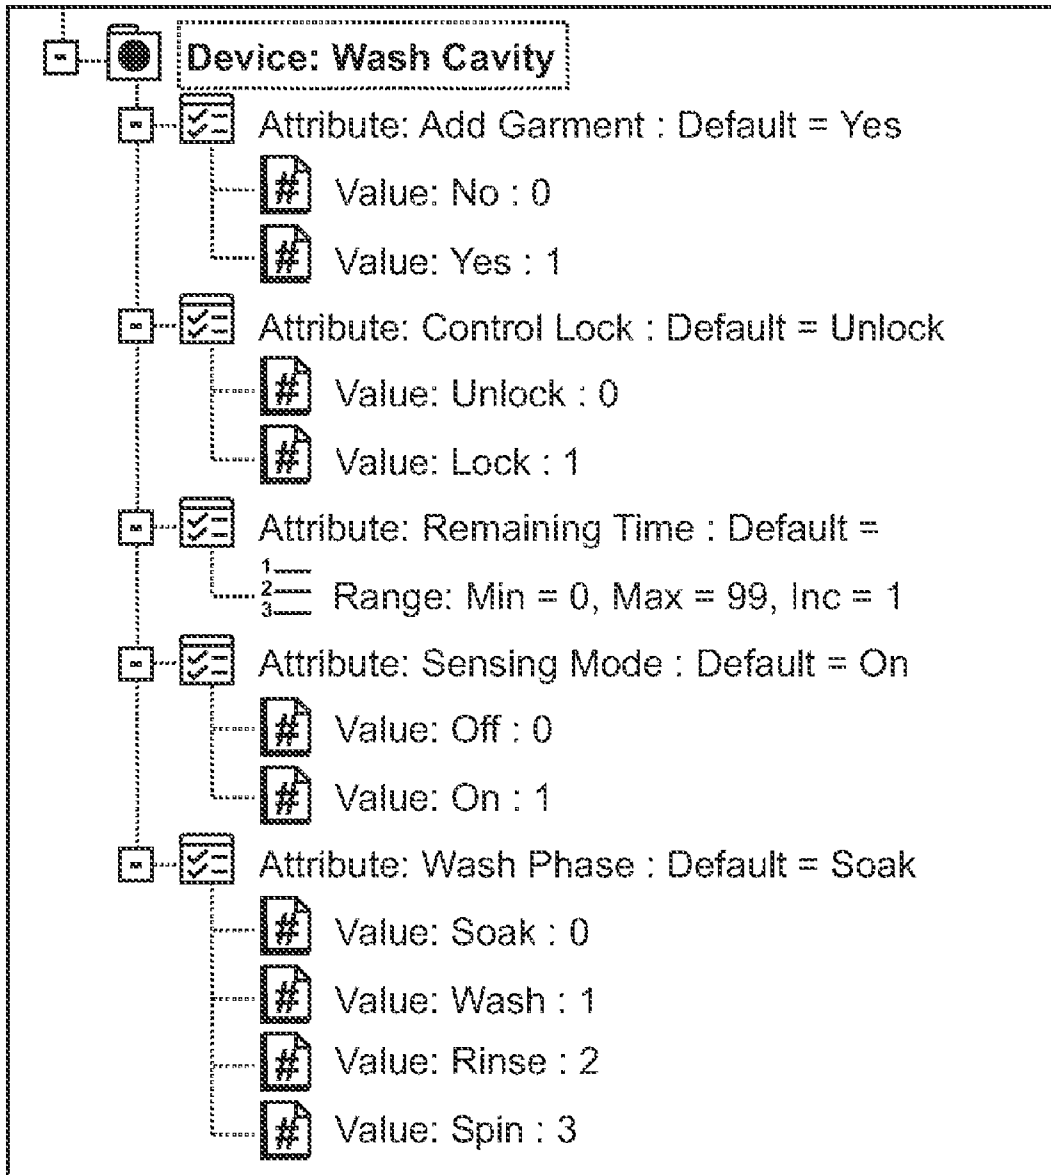 Device: Wash Cavity
Attribute: Add Garment : Default = Yes
# Value: No : 0
# Value: Yes : 1
Attribute: Control Lock : Default = Unlock
# Value: Unlock : 0
# Value: Lock : 1
Attribute: Remaining Time : Default =
1
2
3
Range: Min = 0, Max = 99, Inc = 1
Attribute: Sensing Mode : Default = On
# Value: Off : 0
# Value: On : 1
Attribute: Wash Phase : Default = Soak
# Value: Soak : 0
# Value: Wash : 1
# Value: Rinse : 2
# Value: Spin : 3